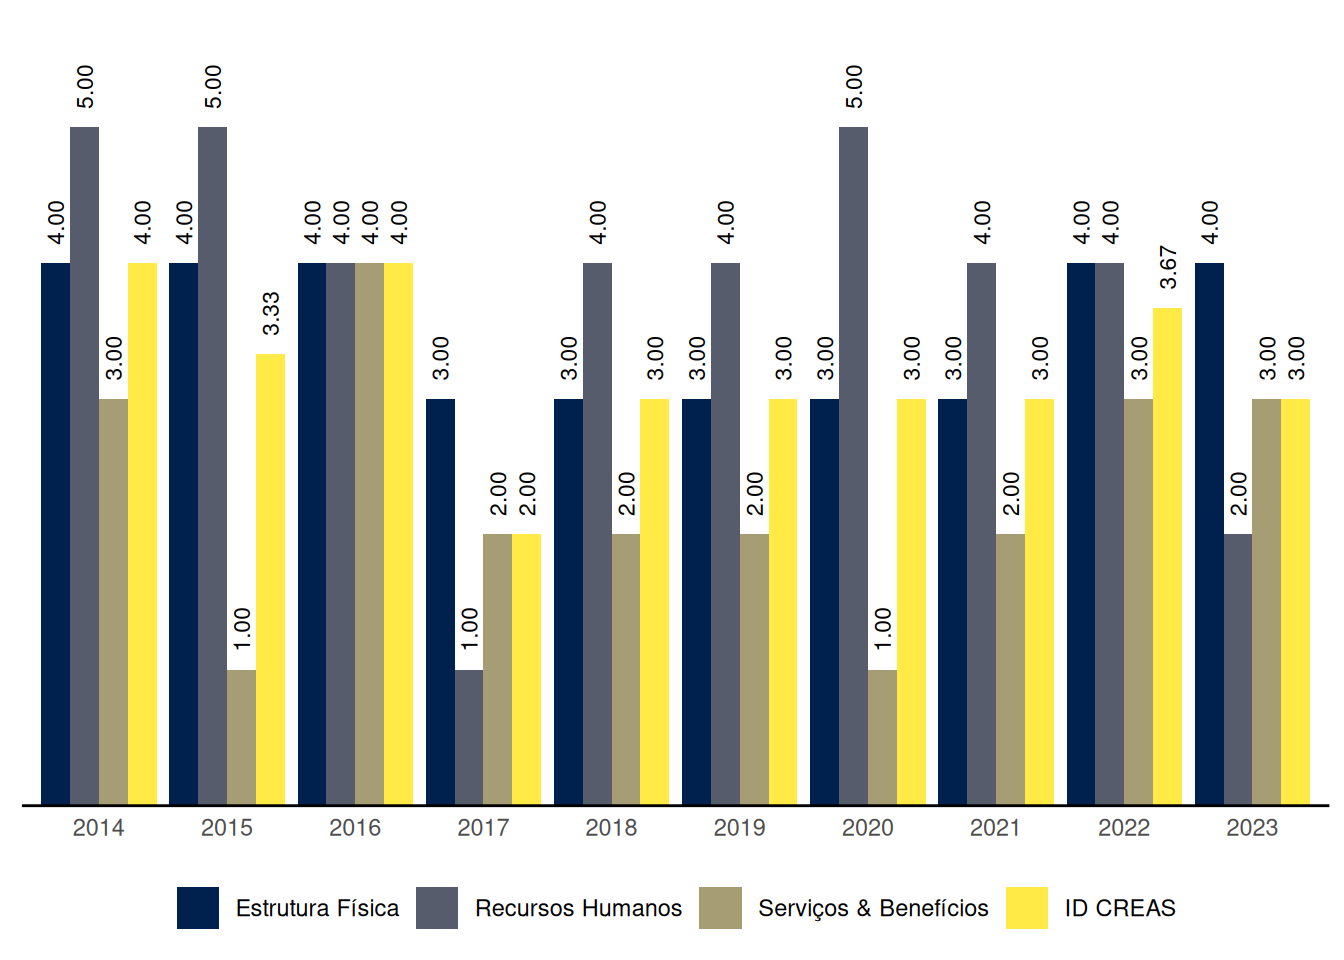 5.00 5.00 5.00
4.00 4.00 4.00 4.00 4.00 4.00 4.00 4.00 4.00 4.00 4.00 4.00 4.00
3.67
3.33
3.00 3.00 3.00 3.00 3.00 3.00 3.00 3.00 3.00 3.00 3.00 3.00 3.00
2.00 2.00 2.00 2.00 2.00 2.00
1.00 1.00 1.00
2014 2015 2016 2017 2018 2019 2020 2021 2022 2023
Estrutura Física Recursos Humanos Serviços & Benefícios ID CREAS